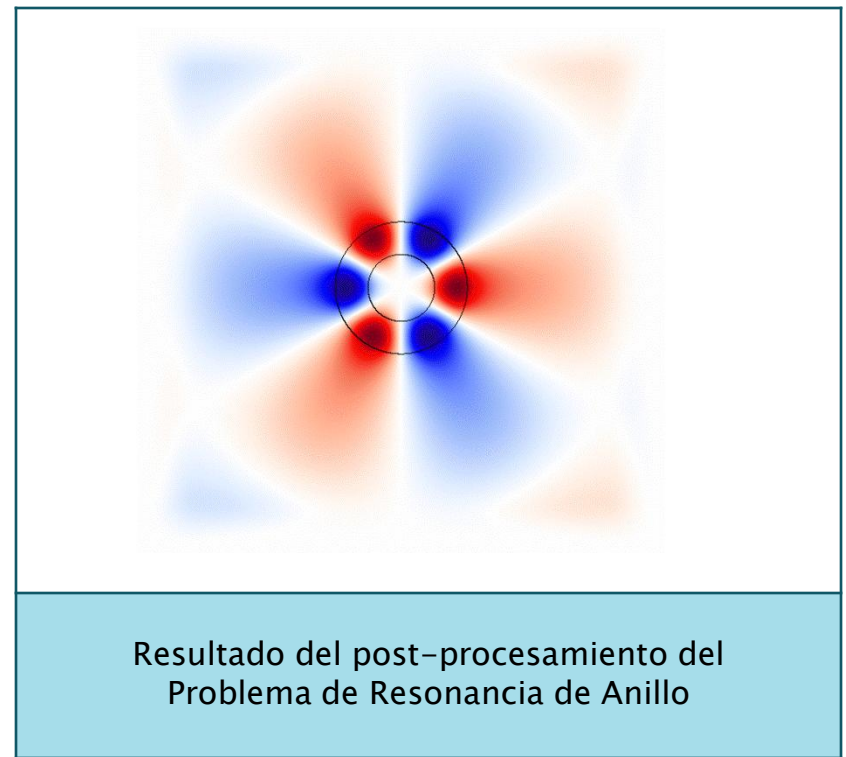 Resultado del post-procesamiento del
Problema de Resonancia de Anillo